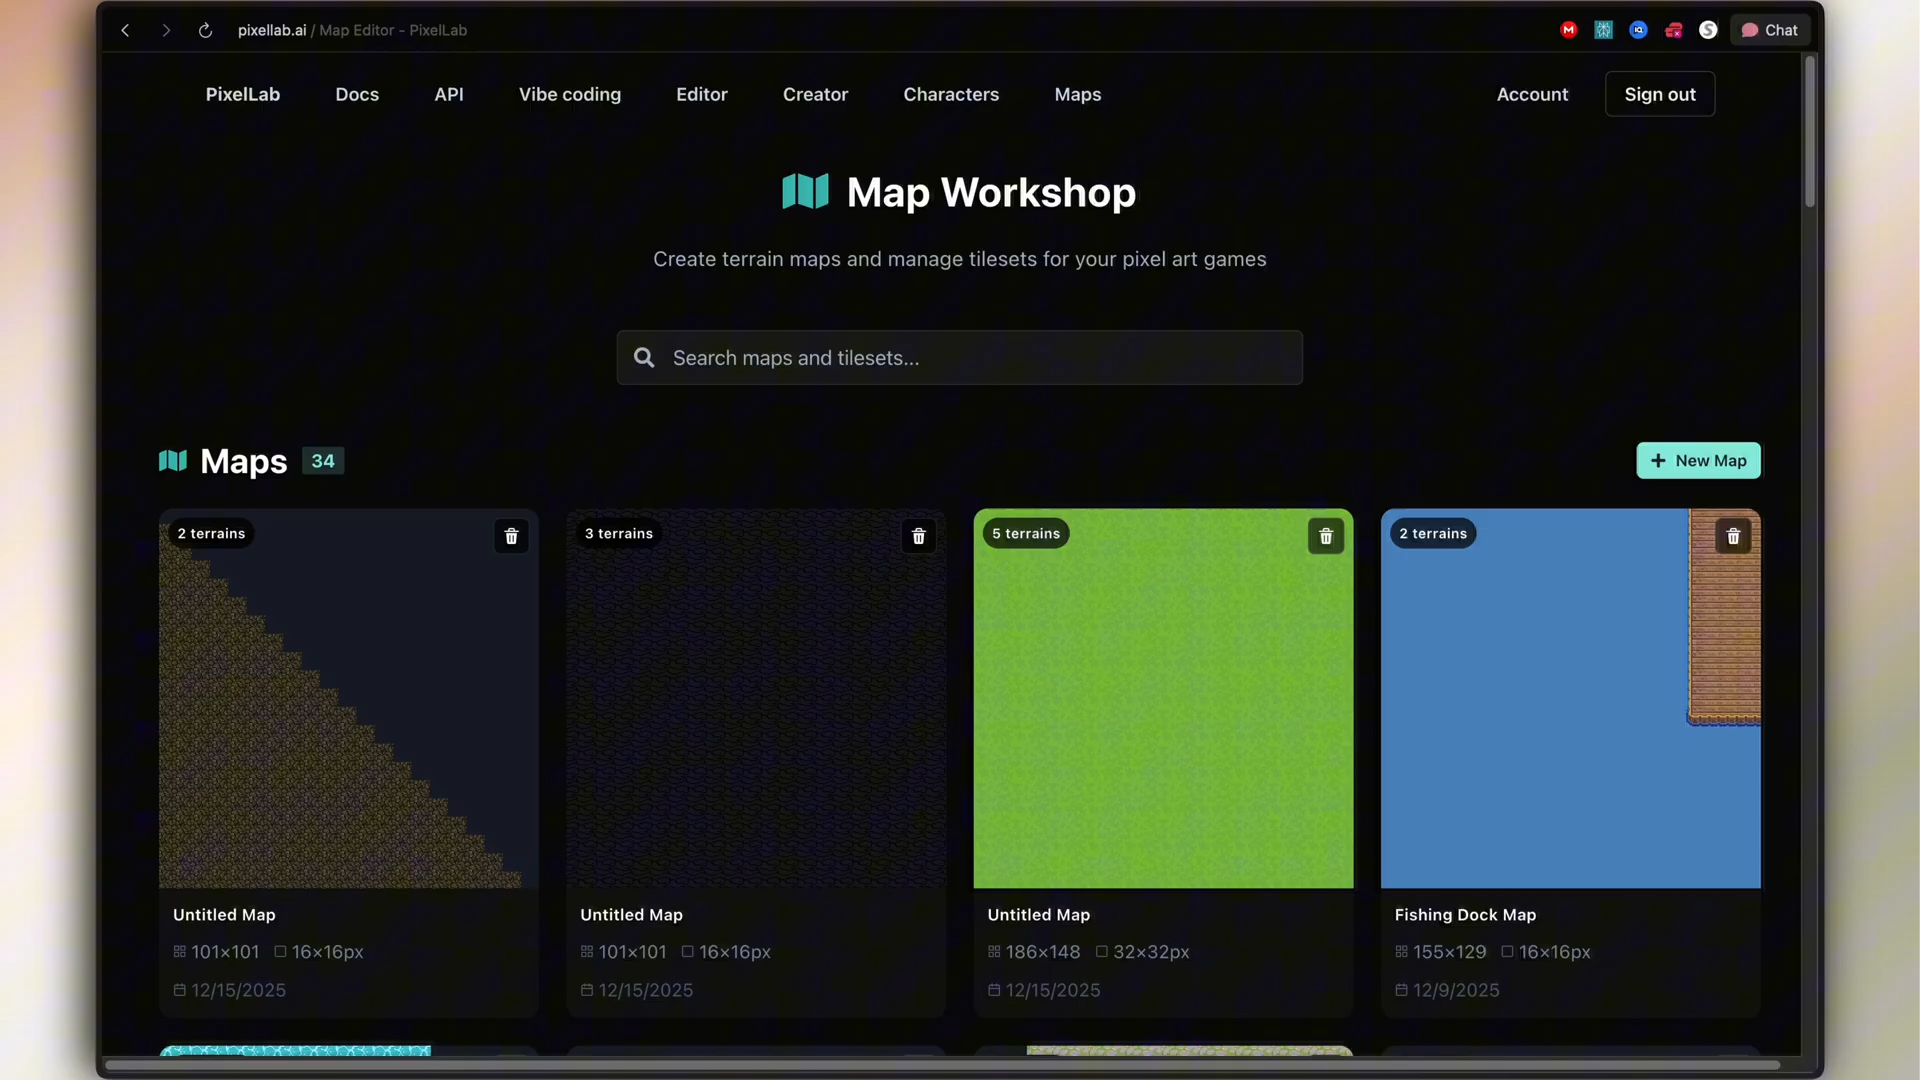 pixellab.ai / Map Editor - PixelLab
Chat
PixelLab Docs API Vibe coding Editor Creator Characters Maps Account Sign out
Map Workshop
Create terrain maps and manage tilesets for your pixel art games
Search maps and tilesets...
Maps 34
+ New Map
2 terrains
3 terrains
5 terrains
2 terrains
Untitled Map
101×101 16×16px
12/15/2025
Untitled Map
101×101 16×16px
12/15/2025
Untitled Map
186×148 32×32px
12/15/2025
Fishing Dock Map
155×129 16×16px
12/9/2025